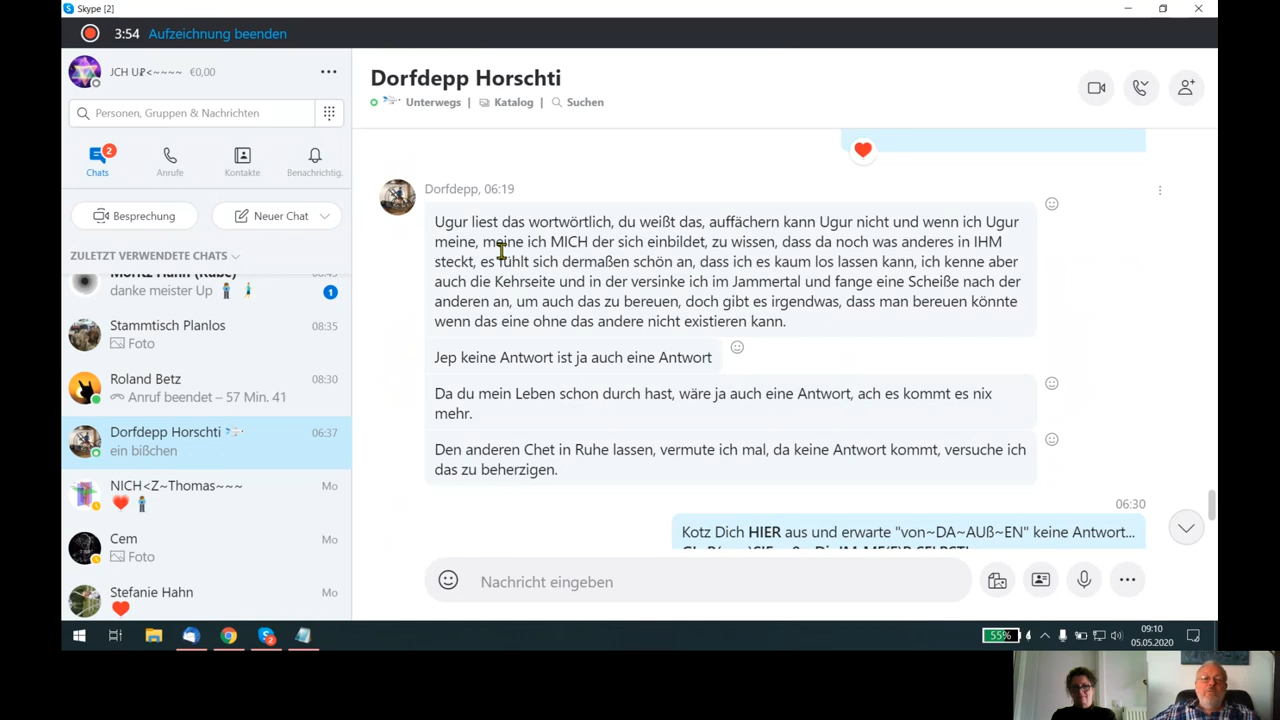 Skype [2]
3:54 Aufzeichnung beenden
€0,00
Personen, Gruppen & Nachrichten
2
Chats
Anrufe
Kontakte
Benachrichtig.
Besprechung
Neuer Chat
ZULETZT VERWENDETE CHATS
danke meister Up
1
Stammtisch Planlos
08:35
Foto
Roland Betz
08:30
Anruf beendet – 57 Min. 41
Dorfdepp Horschti
06:37
ein bißchen
NICH<Z~Thomas~~~
Mo
Cem
Mo
Foto
Stefanie Hahn
Mo
Dorfdepp Horschti
Unterwegs | Katalog | Suchen
Dorfdepp, 06:19
Ugur liest das wortwörtlich, du weißt das, auffächern kann Ugur nicht und wenn ich Ugur
meine, meine ich MICH der sich einbildet, zu wissen, dass da noch was anderes in IHM
steckt, es fühlt sich dermaßen schön an, dass ich es kaum los lassen kann, ich kenne aber
auch die Kehrseite und in der versinke ich im Jammertal und fange eine Scheiße nach der
anderen an, um auch das zu bereuen, doch gibt es irgendwas, dass man bereuen könnte
wenn das eine ohne das andere nicht existieren kann.
Jep keine Antwort ist ja auch eine Antwort
Da du mein Leben schon durch hast, wäre ja auch eine Antwort, ach es kommt es nix
mehr.
Den anderen Chet in Ruhe lassen, vermute ich mal, da keine Antwort kommt, versuche ich
das zu beherzigen.
06:30
Kotz Dich HIER aus und erwarte "von~DA~AUß~EN" keine Antwort...
Nachricht eingeben
2
55%
09:10
05.05.2020